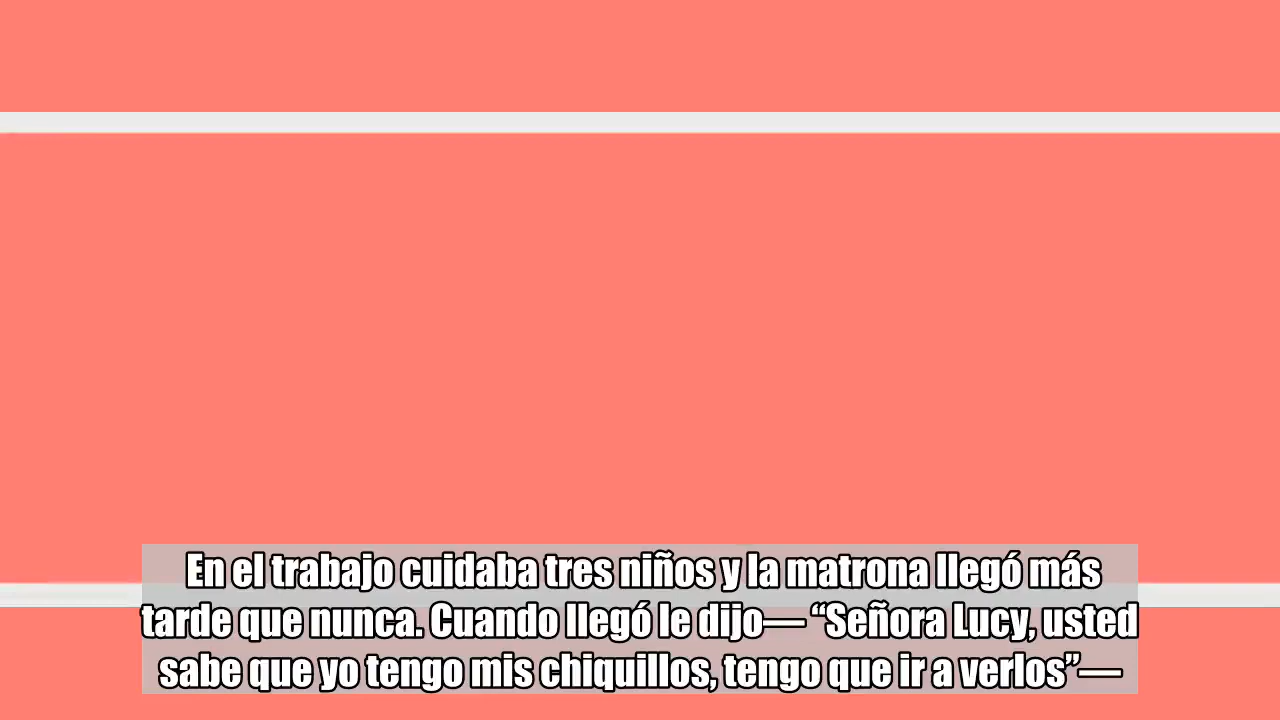 En el trabajo cuidaba tres niños y la matrona llegó más
tarde que nunca. Cuando llegó le dijo— “Señora Lucy, usted
sabe que yo tengo mis chiquillos, tengo que ir a verlos”—